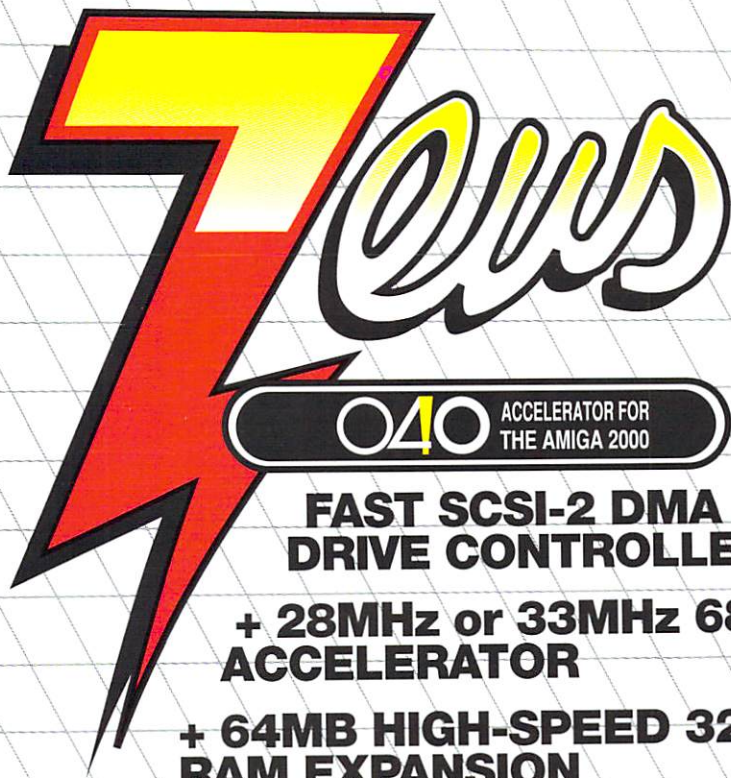 Zeus
040 ACCELERATOR FOR
THE AMIGA 2000
FAST SCSI-2 DMA
DRIVE CONTROLLE
+ 28MHz or 33MHz 68
ACCELERATOR
+ 64MB HIGH-SPEED 32
RAM EXPANSION